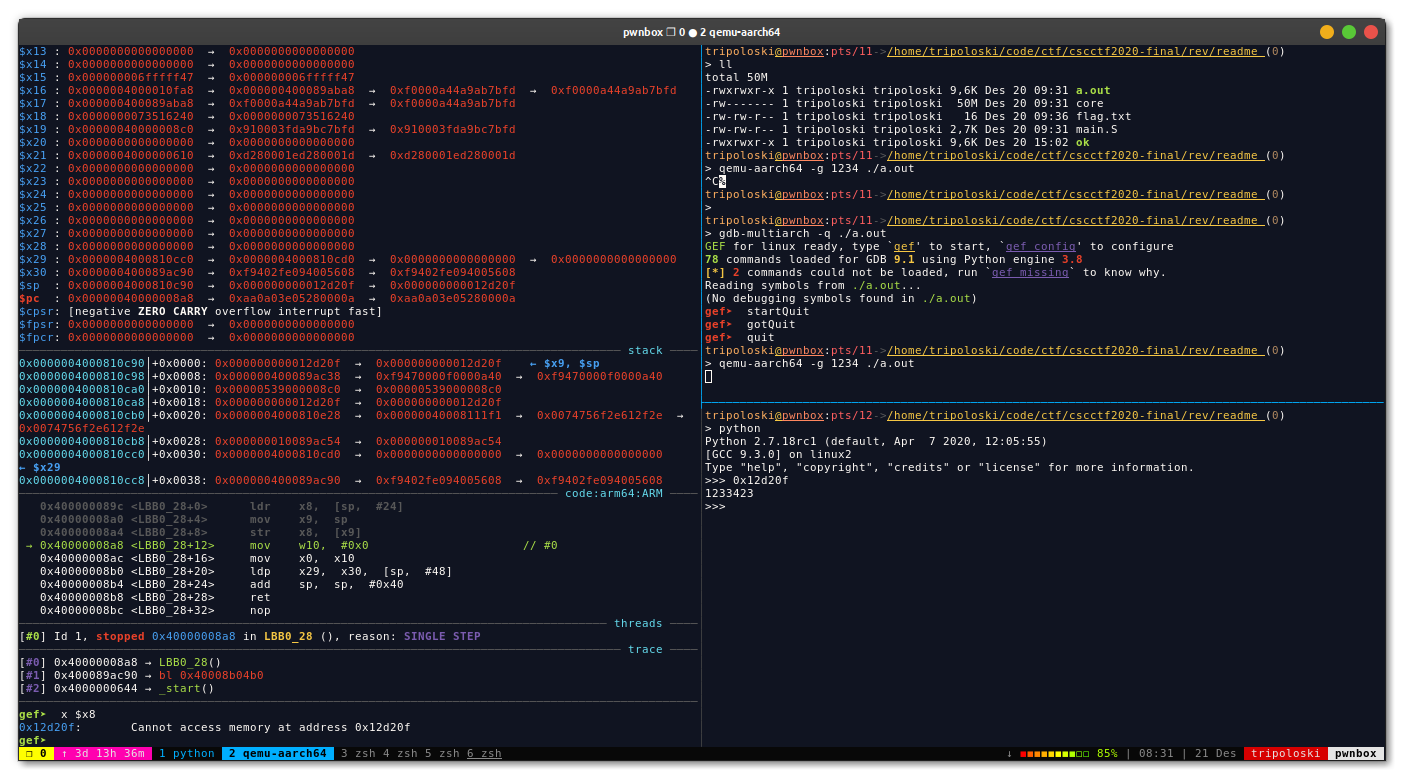 pwnbox ❐ 0 ● 2 qemu-aarch64
$x13 : 0x0000000000000000 → 0x0000000000000000
$x14 : 0x0000000000000000 → 0x0000000000000000
$x15 : 0x000000006fffff47 → 0x000000006fffff47
$x16 : 0x0000004000010fa8 → 0x000000400089aba8 → 0xf0000a44a9ab7bfd → 0xf0000a44a9ab7bfd
$x17 : 0x000000400089aba8 → 0xf0000a44a9ab7bfd → 0xf0000a44a9ab7bfd
$x18 : 0x0000000073516240 → 0x0000000073516240
$x19 : 0x00000040000008c0 → 0x910003fda9bc7bfd → 0x910003fda9bc7bfd
$x20 : 0x0000000000000000 → 0x0000000000000000
$x21 : 0x0000004000000610 → 0xd280001ed280001d → 0xd280001ed280001d
$x22 : 0x0000000000000000 → 0x0000000000000000
$x23 : 0x0000000000000000 → 0x0000000000000000
$x24 : 0x0000000000000000 → 0x0000000000000000
$x25 : 0x0000000000000000 → 0x0000000000000000
$x26 : 0x0000000000000000 → 0x0000000000000000
$x27 : 0x0000000000000000 → 0x0000000000000000
$x28 : 0x0000000000000000 → 0x0000000000000000
$x29 : 0x0000004000810cc0 → 0x0000004000810cd0 → 0x0000000000000000 → 0x0000000000000000
$x30 : 0x000000400089ac90 → 0xf9402fe094005608 → 0xf9402fe094005608
$sp : 0x0000004000810c90 → 0x000000000012d20f → 0x000000000012d20f
$pc : 0x00000040000008a8 → 0xaa0a03e05280000a → 0xaa0a03e05280000a
$cpsr: [negative ZERO CARRY overflow interrupt fast]
$fpsr: 0x0000000000000000 → 0x0000000000000000
$fpcr: 0x0000000000000000 → 0x0000000000000000
stack
0x0000004000810c90│+0x0000: 0x000000000012d20f → 0x000000000012d20f ← $x9, $sp
0x0000004000810c98│+0x0008: 0x000000400089ac38 → 0xf9470000f0000a40 → 0xf9470000f0000a40
0x0000004000810ca0│+0x0010: 0x00000539000008c0 → 0x00000539000008c0
0x0000004000810ca8│+0x0018: 0x000000000012d20f → 0x000000000012d20f
0x0000004000810cb0│+0x0020: 0x0000004000810e28 → 0x00000040008111f1 → 0x0074756f2e612f2e →
0x0074756f2e612f2e
0x0000004000810cb8│+0x0028: 0x000000010089ac54 → 0x000000010089ac54
0x0000004000810cc0│+0x0030: 0x0000004000810cd0 → 0x0000000000000000 → 0x0000000000000000
← $x29
0x0000004000810cc8│+0x0038: 0x000000400089ac90 → 0xf9402fe094005608 → 0xf9402fe094005608
code:arm64:ARM
0x400000089c <LBB0_28+0> ldr x8, [sp, #24]
0x40000008a0 <LBB0_28+4> mov x9, sp
0x40000008a4 <LBB0_28+8> str x8, [x9]
→ 0x40000008a8 <LBB0_28+12> mov w10, #0x0 // #0
0x40000008ac <LBB0_28+16> mov x0, x10
0x40000008b0 <LBB0_28+20> ldp x29, x30, [sp, #48]
0x40000008b4 <LBB0_28+24> add sp, sp, #0x40
0x40000008b8 <LBB0_28+28> ret
0x40000008bc <LBB0_28+32> nop
threads
[#0] Id 1, stopped 0x40000008a8 in LBB0_28 (), reason: SINGLE STEP
trace
[#0] 0x40000008a8 → LBB0_28()
[#1] 0x400089ac90 → bl 0x40008b04b0
[#2] 0x4000000644 → _start()
gef➤ x $x8
0x12d20f: Cannot access memory at address 0x12d20f
gef➤
tripoloski@pwnbox:pts/11->/home/tripoloski/code/ctf/cscctf2020-final/rev/readme (0)
> ll
total 50M
-rwxrwxr-x 1 tripoloski tripoloski 9,6K Des 20 09:31 a.out
-rw------- 1 tripoloski tripoloski 50M Des 20 09:31 core
-rw-rw-r-- 1 tripoloski tripoloski 16 Des 20 09:36 flag.txt
-rw-rw-r-- 1 tripoloski tripoloski 2,7K Des 20 09:31 main.S
-rwxrwxr-x 1 tripoloski tripoloski 9,6K Des 20 15:02 ok
tripoloski@pwnbox:pts/11->/home/tripoloski/code/ctf/cscctf2020-final/rev/readme (0)
> qemu-aarch64 -g 1234 ./a.out
^C%
tripoloski@pwnbox:pts/11->/home/tripoloski/code/ctf/cscctf2020-final/rev/readme (0)
>
tripoloski@pwnbox:pts/11->/home/tripoloski/code/ctf/cscctf2020-final/rev/readme (0)
> gdb-multiarch -q ./a.out
GEF for linux ready, type `gef' to start, `gef config' to configure
78 commands loaded for GDB 9.1 using Python engine 3.8
[*] 2 commands could not be loaded, run `gef missing` to know why.
Reading symbols from ./a.out...
(No debugging symbols found in ./a.out)
gef➤ startQuit
gef➤ gotQuit
gef➤ quit
tripoloski@pwnbox:pts/11->/home/tripoloski/code/ctf/cscctf2020-final/rev/readme (0)
> qemu-aarch64 -g 1234 ./a.out
tripoloski@pwnbox:pts/12->/home/tripoloski/code/ctf/cscctf2020-final/rev/readme (0)
> python
Python 2.7.18rc1 (default, Apr 7 2020, 12:05:55)
[GCC 9.3.0] on linux2
Type "help", "copyright", "credits" or "license" for more information.
>>> 0x12d20f
1233423
>>>
❐ 0 ↑ 3d 13h 36m 1 python 2 qemu-aarch64 3 zsh 4 zsh 5 zsh 6 zsh ↓ 85% | 08:31 | 21 Des tripoloski pwnbox